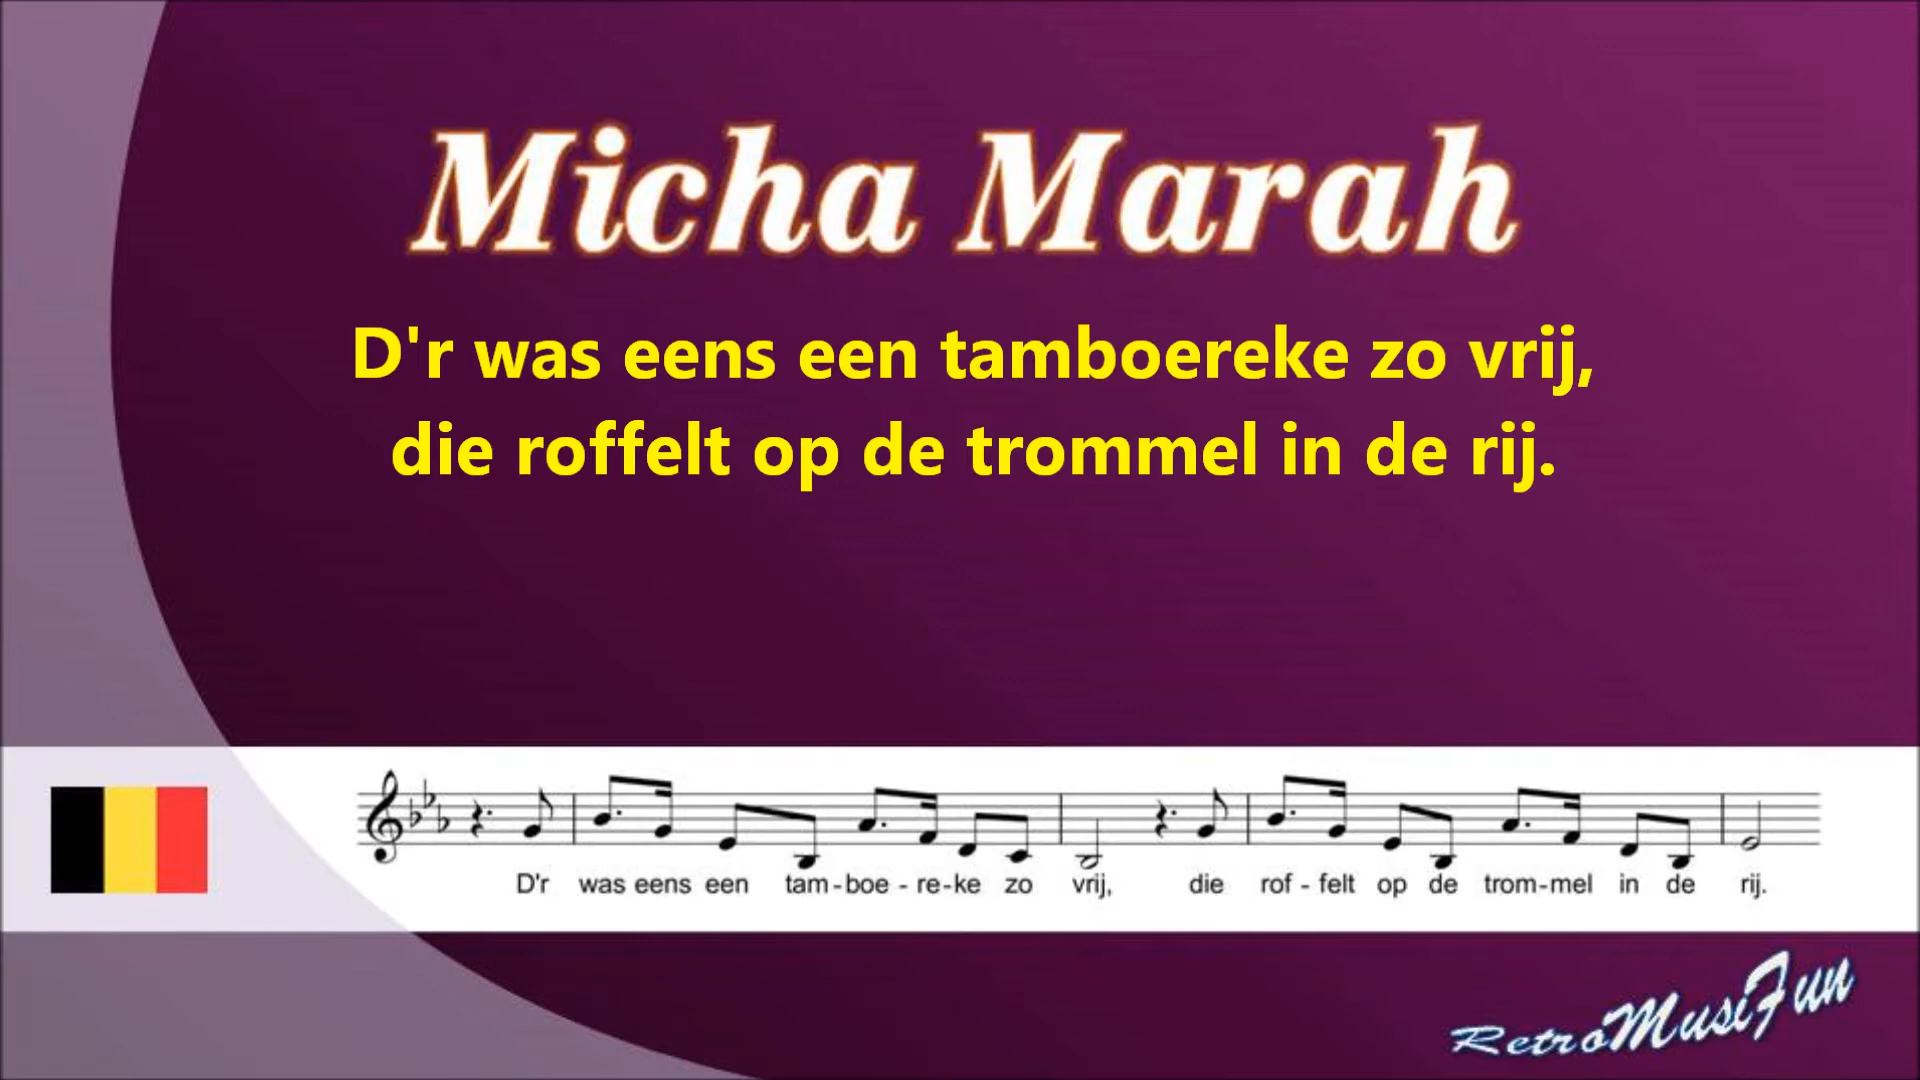 Micha Marah
D'r was eens een tamboereke zo vrij,
die roffelt op de trommel in de rij.
D'r was eens een tam-boe-re-ke zo vrij, die rof-felt op de trom-mel in de rij.
RetroMusiFun